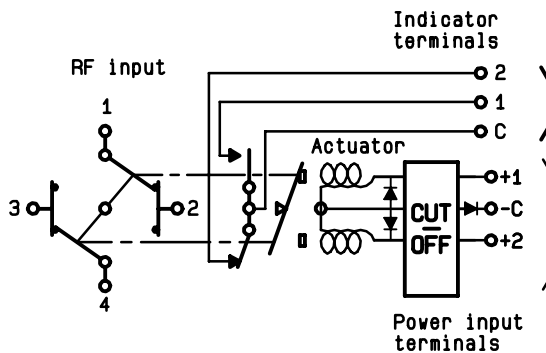 Indicator
terminals
RF input
2
1
1
C
Actuator
+1
3
2
CUT
-C
OFF
+2
4
Power input
terminals